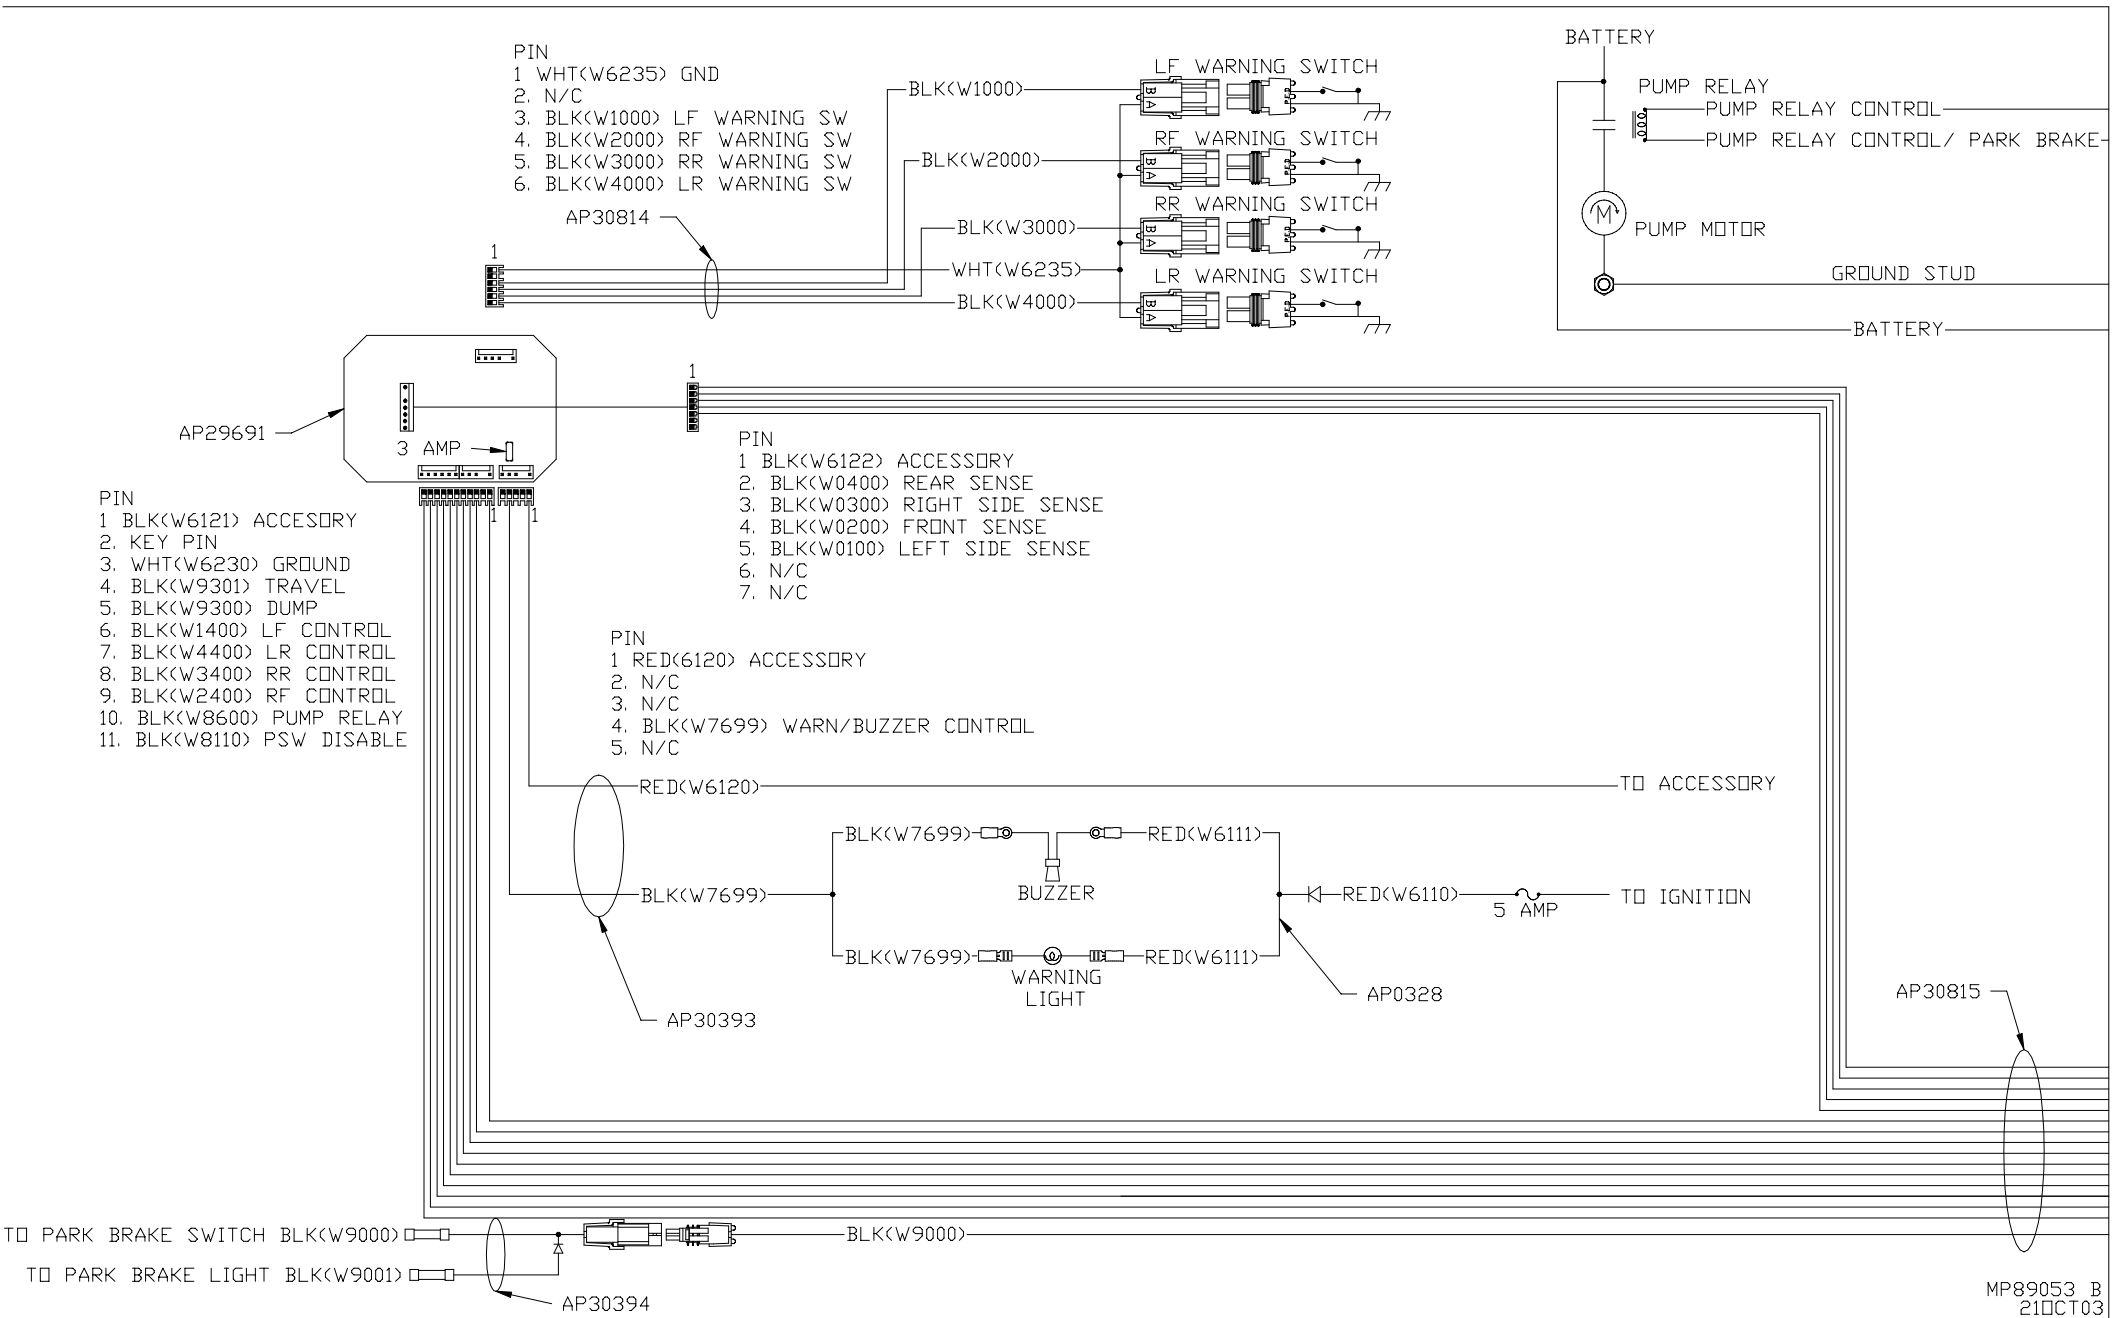 PIN
1 WHT(W6235) GND
2. N/C
3. BLK(W1000) LF WARNING SW
4. BLK(W2000) RF WARNING SW
5. BLK(W3000) RR WARNING SW
6. BLK(W4000) LR WARNING SW
AP30814
1
BLK(W1000)
BLK(W2000)
BLK(W3000)
WHT(W6235)
BLK(W4000)
LF WARNING SWITCH
B
A
RF WARNING SWITCH
B
A
RR WARNING SWITCH
B
A
LR WARNING SWITCH
B
A
BATTERY
PUMP RELAY
PUMP RELAY CONTROL
PUMP RELAY CONTROL/ PARK BRAKE
M
PUMP MOTOR
GROUND STUD
BATTERY
AP29691
3 AMP
1
PIN
1 BLK(W6122) ACCESSORY
2. BLK(W0400) REAR SENSE
3. BLK(W0300) RIGHT SIDE SENSE
4. BLK(W0200) FRONT SENSE
5. BLK(W0100) LEFT SIDE SENSE
6. N/C
7. N/C
1
1
PIN
1 BLK(W6121) ACCESORY
2. KEY PIN
3. WHT(W6230) GROUND
4. BLK(W9301) TRAVEL
5. BLK(W9300) DUMP
6. BLK(W1400) LF CONTROL
7. BLK(W4400) LR CONTROL
8. BLK(W3400) RR CONTROL
9. BLK(W2400) RF CONTROL
10. BLK(W8600) PUMP RELAY
11. BLK(W8110) PSW DISABLE
PIN
1 RED(6120) ACCESSORY
2. N/C
3. N/C
4. BLK(W7699) WARN/BUZZER CONTROL
5. N/C
RED(W6120)
TO ACCESSORY
BLK(W7699)
RED(W6111)
BUZZER
BLK(W7699)
RED(W6110)
5 AMP
TO IGNITION
BLK(W7699)
RED(W6111)
WARNING
LIGHT
AP0328
AP30393
AP30815
TO PARK BRAKE SWITCH BLK(W9000)
BLK(W9000)
TO PARK BRAKE LIGHT BLK(W9001)
AP30394
MP89053 B
21OCT03